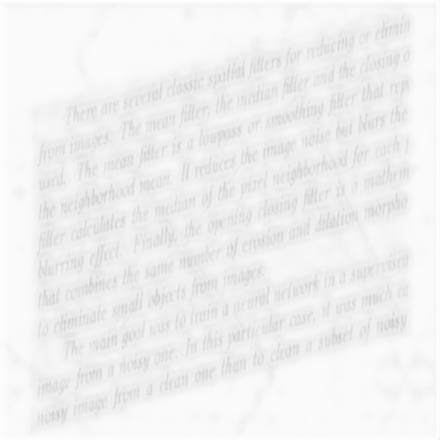 There are several classic spatial filters for reducing or elimin
from images. The mean filter, the median filter and the closing o
used. The mean filter is a lowpass or smoothing filter that rep
the neighborhood mean. It reduces the image noise but blurs the
filter calculates the median of the pixel neighborhood for each p
blurring effect. Finally, the opening closing filter is a mathem
that combines the same number of erosion and dilation morpho
to eliminate small objects from images.
The main goal was to train a neural network in a supervised
image from a noisy one. In this particular case, it was much ea
noisy image from a clean one than to clean a subset of noisy